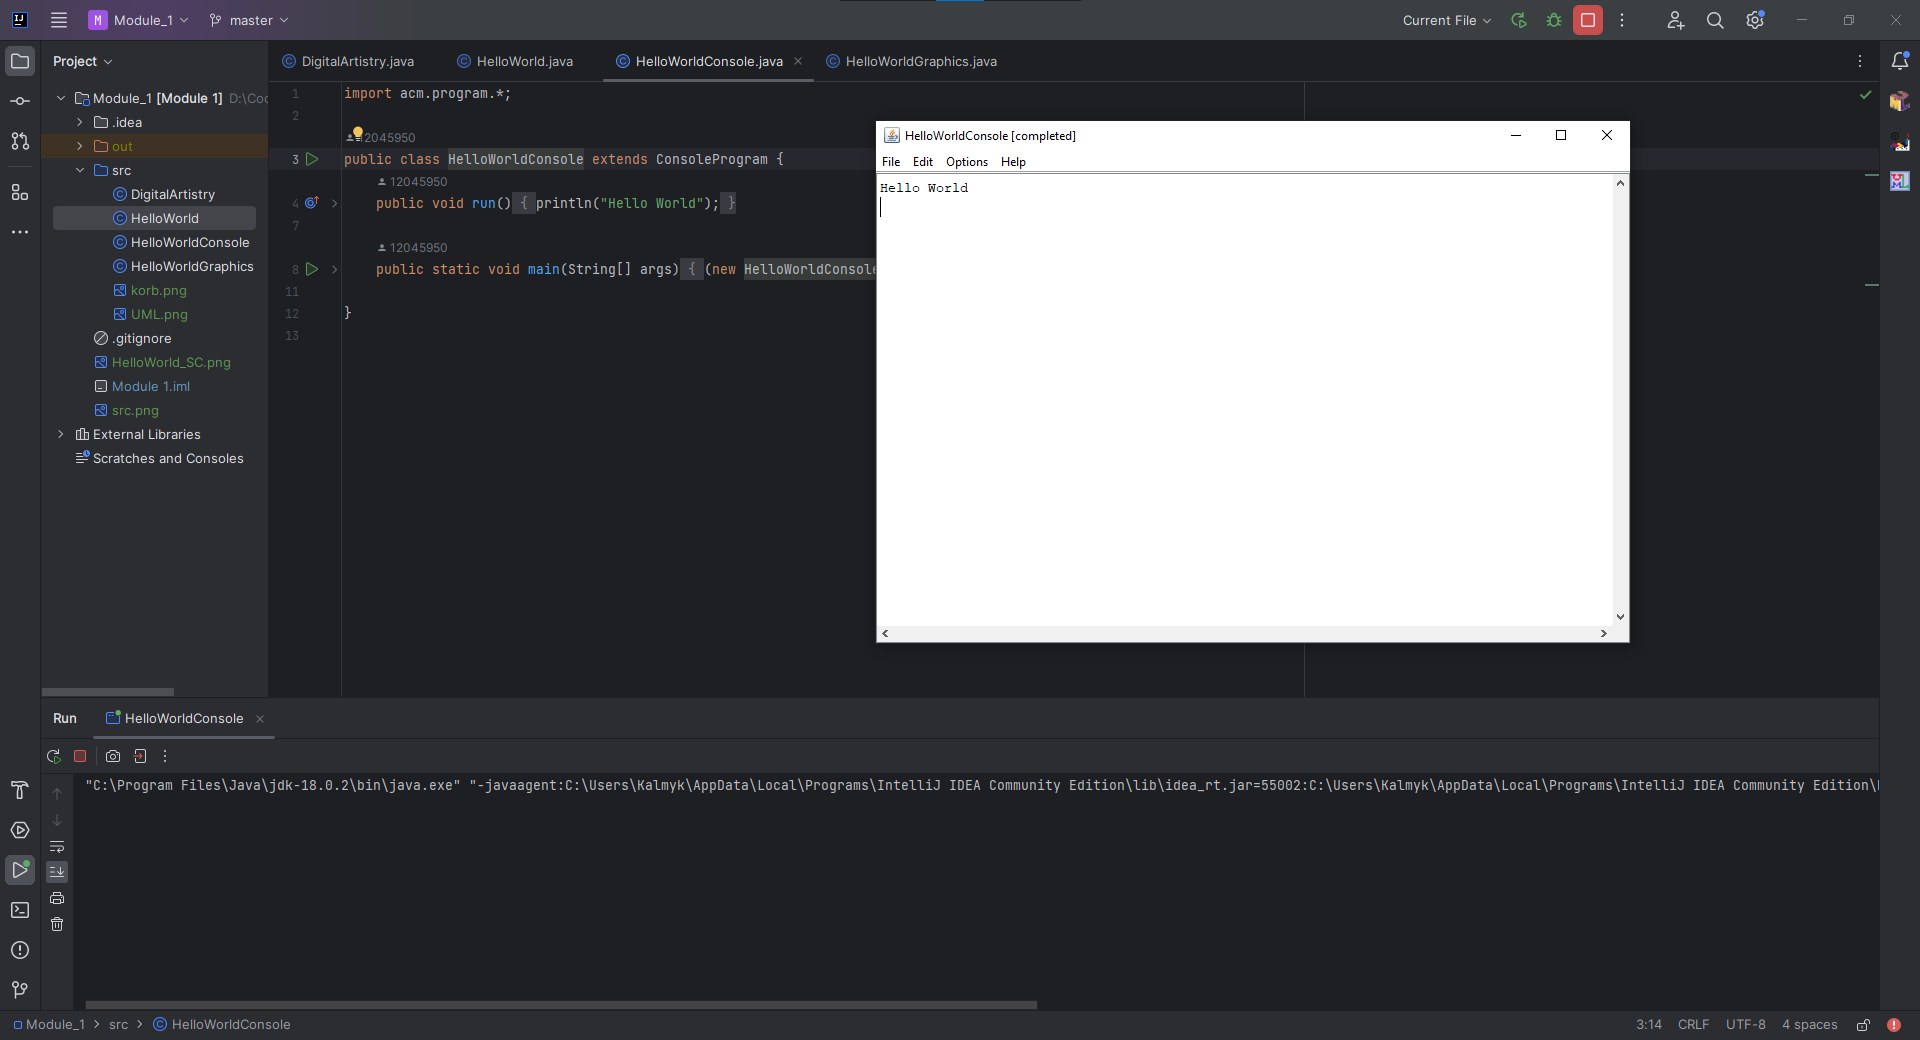 Module_1
master
Current File
Project
Module_1 [Module 1] D:\Coc
.idea
out
src
DigitalArtistry
HelloWorld
HelloWorldConsole
HelloWorldGraphics
korb.png
UML.png
.gitignore
HelloWorld_SC.png
Module 1.iml
src.png
External Libraries
Scratches and Consoles
DigitalArtistry.java
HelloWorld.java
HelloWorldConsole.java
HelloWorldGraphics.java
1 import acm.program.*;
2
12045950
3 public class HelloWorldConsole extends ConsoleProgram {
12045950
4 public void run() { println("Hello World"); }
7
12045950
8 public static void main(String[] args) { (new HelloWorldConsole
11
12 }
13
HelloWorldConsole [completed]
File Edit Options Help
Hello World
Run
HelloWorldConsole
"C:\Program Files\Java\jdk-18.0.2\bin\java.exe" "-javaagent:C:\Users\Kalmyk\AppData\Local\Programs\IntelliJ IDEA Community Edition\lib\idea_rt.jar=55002:C:\Users\Kalmyk\AppData\Local\Programs\IntelliJ IDEA Community Edition\
Module_1 > src > HelloWorldConsole
3:14 CRLF UTF-8 4 spaces